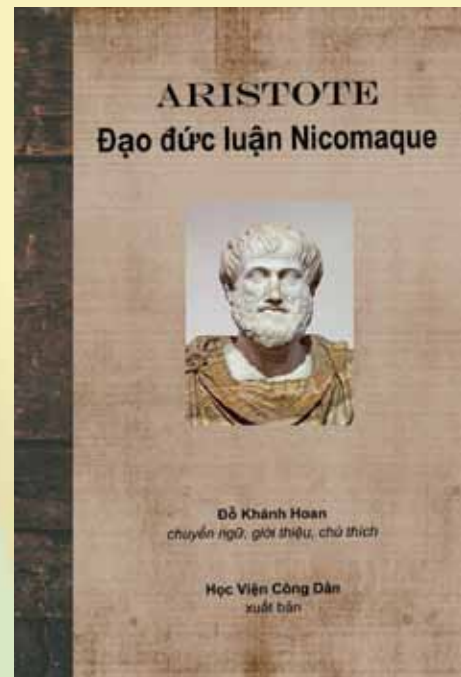 ARISTOTE
Đạo đức luận Nicomaque
Đỗ Khánh Hoan
chuyển ngữ, giới thiệu, chú thích
Học Viện Công Dân
xuất bản